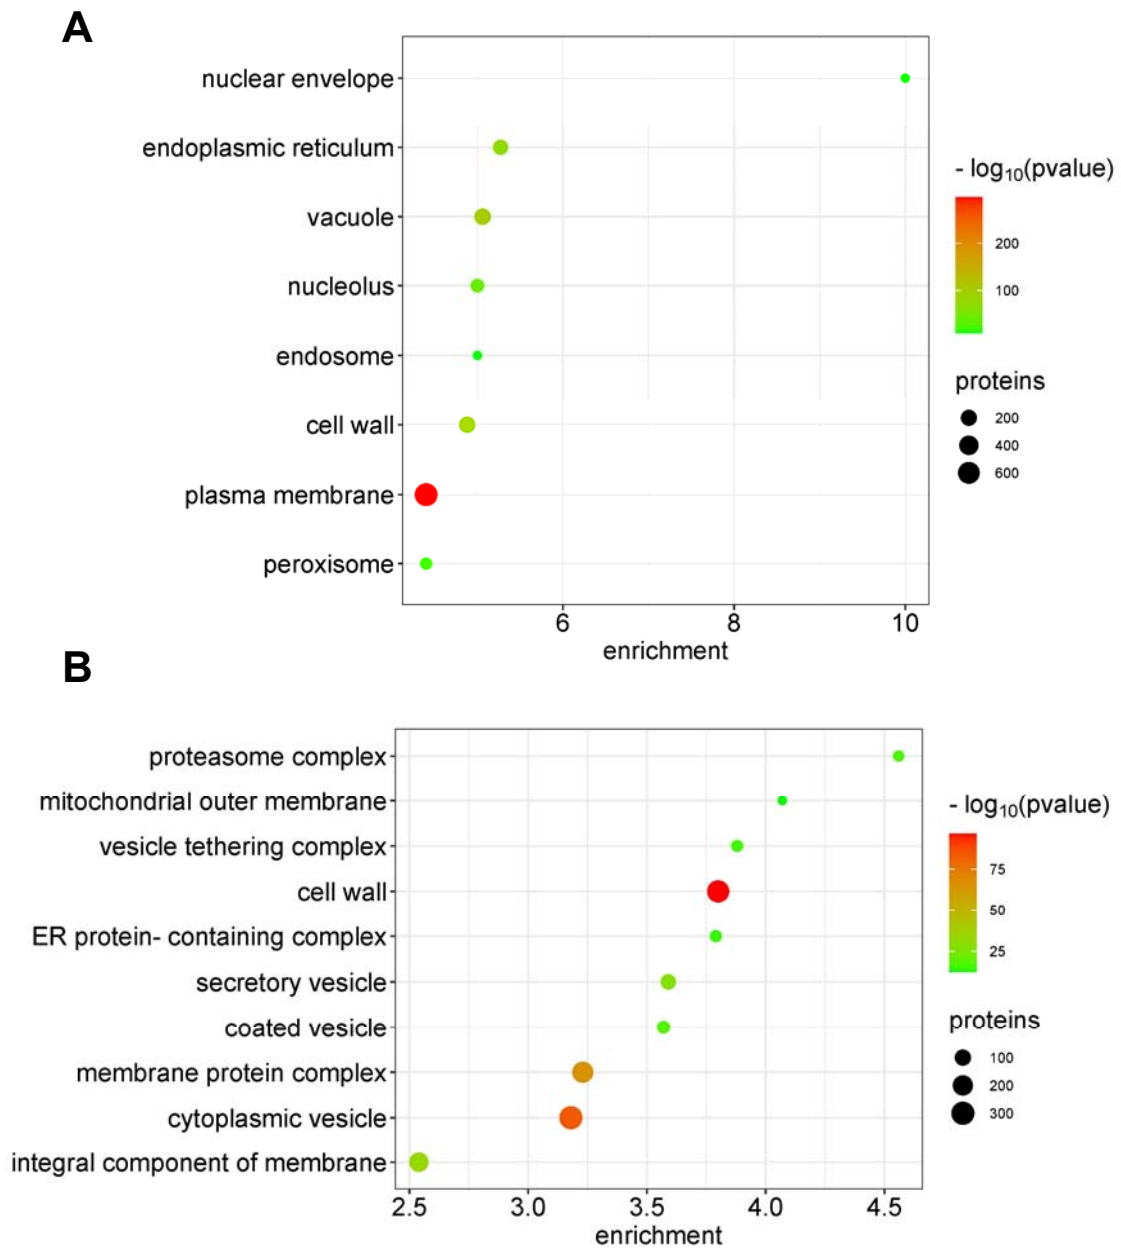 A
nuclear envelope
endoplasmic reticulum
vacuole
nucleolus
endosome
cell wall
plasma membrane
peroxisome
6 8 10
enrichment
- log10(pvalue)
200
100
proteins
200
400
600
B
proteasome complex
mitochondrial outer membrane
vesicle tethering complex
cell wall
ER protein- containing complex
secretory vesicle
coated vesicle
membrane protein complex
cytoplasmic vesicle
integral component of membrane
2.5 3.0 3.5 4.0 4.5
enrichment
- log10(pvalue)
75
50
25
proteins
100
200
300